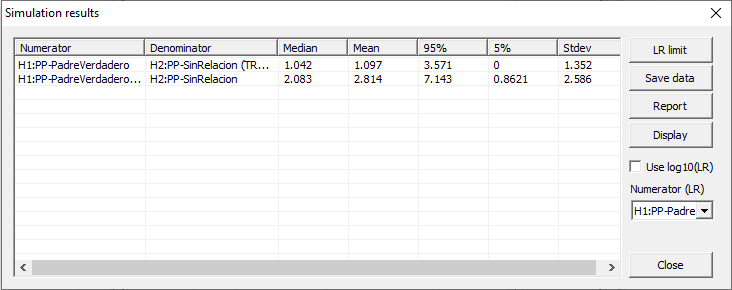 Simulation results
Numerator Denominator Median Mean 95% 5% Stdev
H1:PP-PadreVerdadero H2:PP-SinRelacion (TR... 1.042 1.097 3.571 0 1.352
H1:PP-PadreVerdadero... H2:PP-SinRelacion 2.083 2.814 7.143 0.8621 2.586
LR limit
Save data
Report
Display
Use log10(LR)
Numerator (LR)
H1:PP-Padre
Close